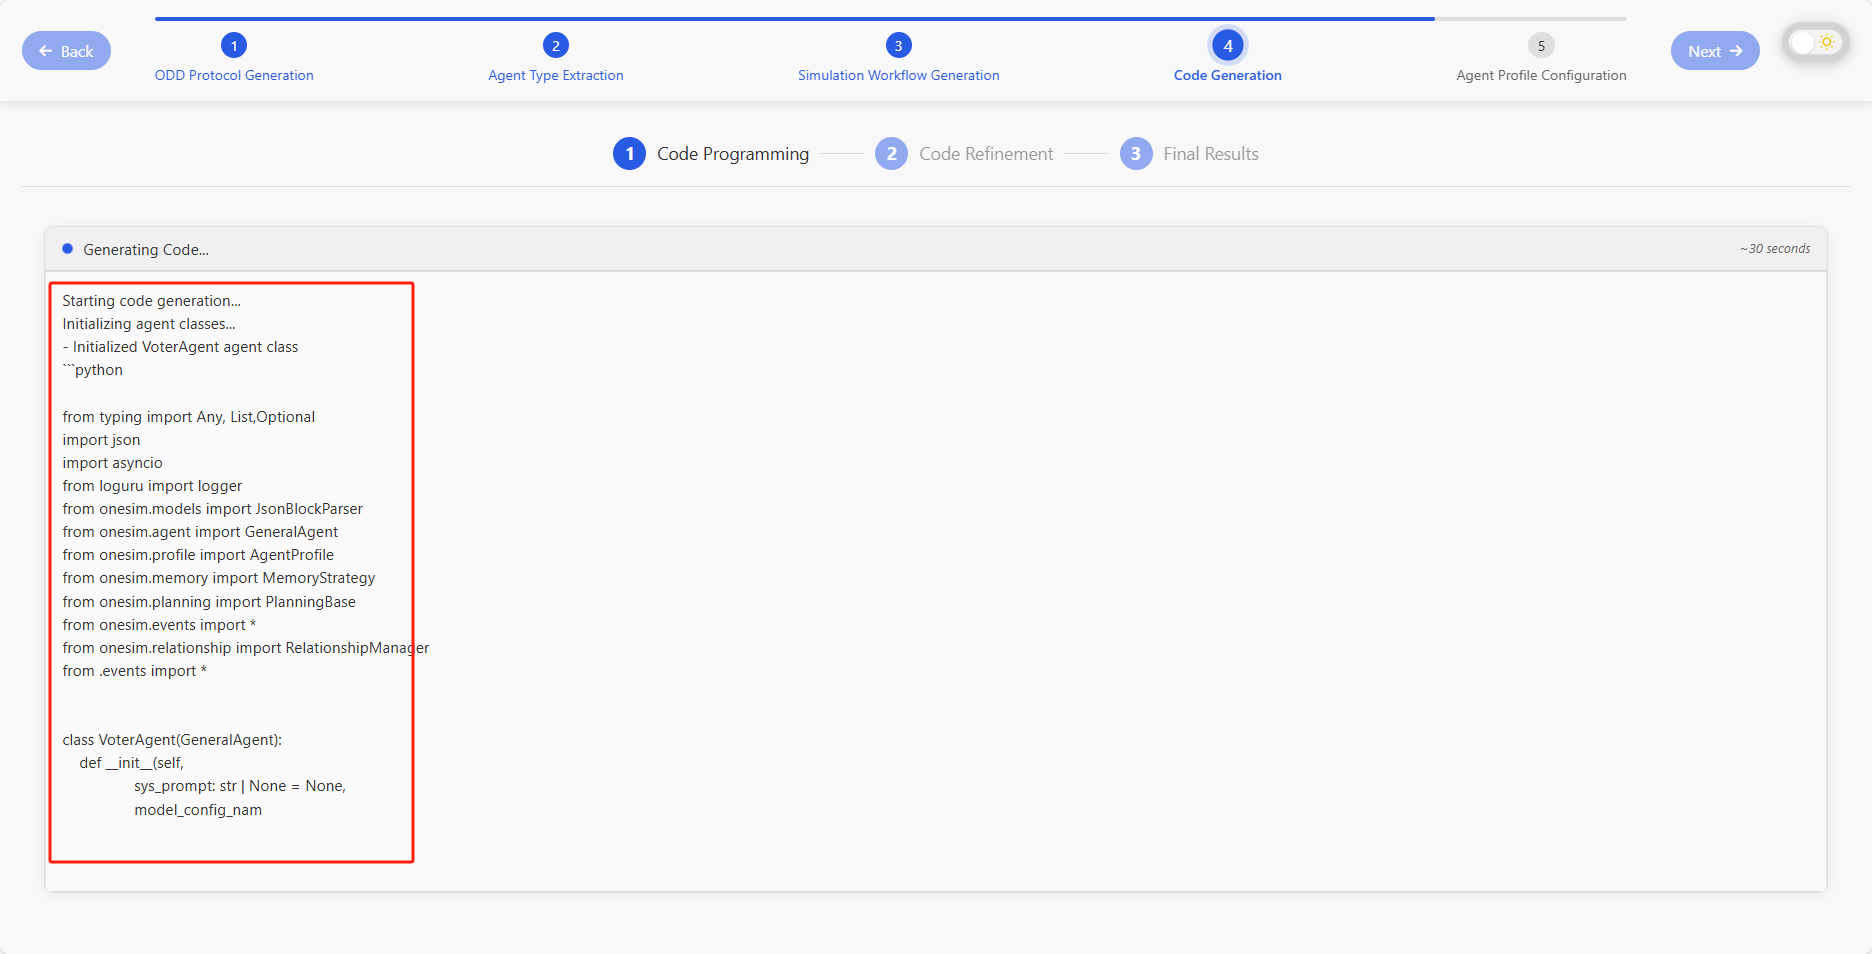 Back
1
ODD Protocol Generation
2
Agent Type Extraction
3
Simulation Workflow Generation
4
Code Generation
5
Agent Profile Configuration
Next
1 Code Programming
2 Code Refinement
3 Final Results
Generating Code...
~30 seconds
Starting code generation...
Initializing agent classes...
- Initialized VoterAgent agent class
```python
from typing import Any, List,Optional
import json
import asyncio
from loguru import logger
from onesim.models import JsonBlockParser
from onesim.agent import GeneralAgent
from onesim.profile import AgentProfile
from onesim.memory import MemoryStrategy
from onesim.planning import PlanningBase
from onesim.events import *
from onesim.relationship import RelationshipManager
from .events import *
class VoterAgent(GeneralAgent):
    def __init__(self,
                 sys_prompt: str | None = None,
                 model_config_nam